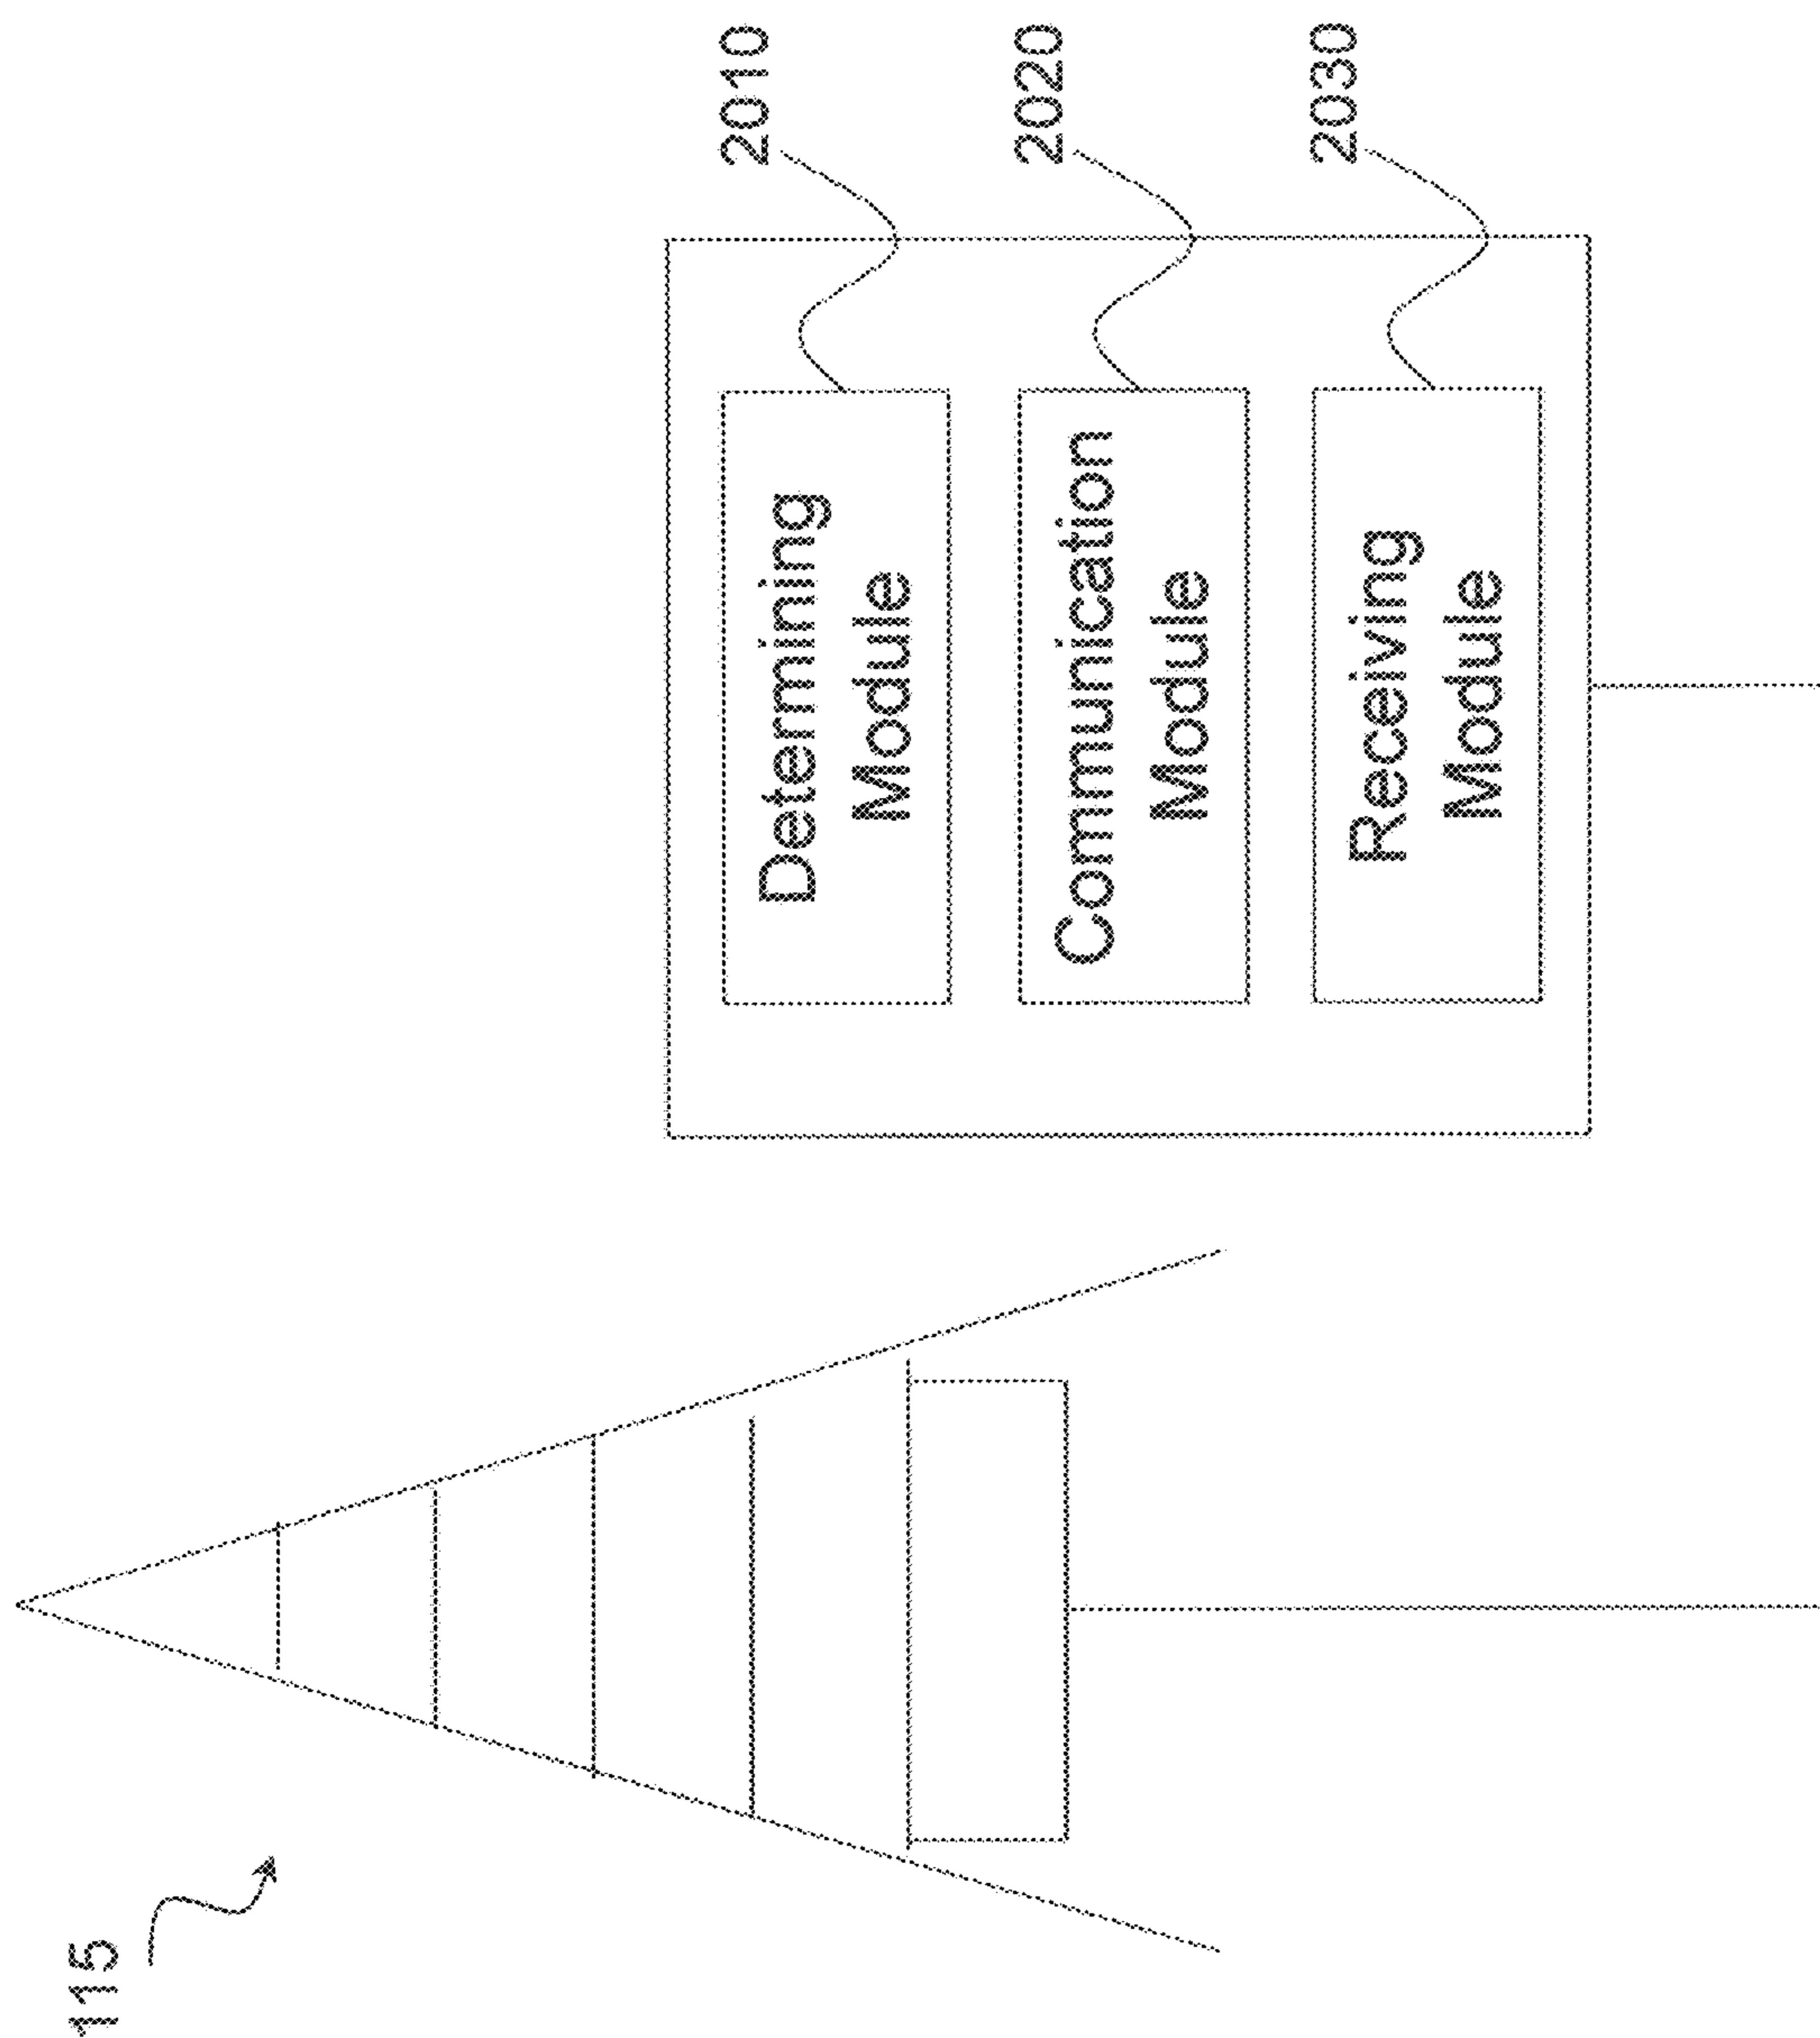 115
Determining
Module
2010
Communication
Module
2020
Receiving
Module
2030